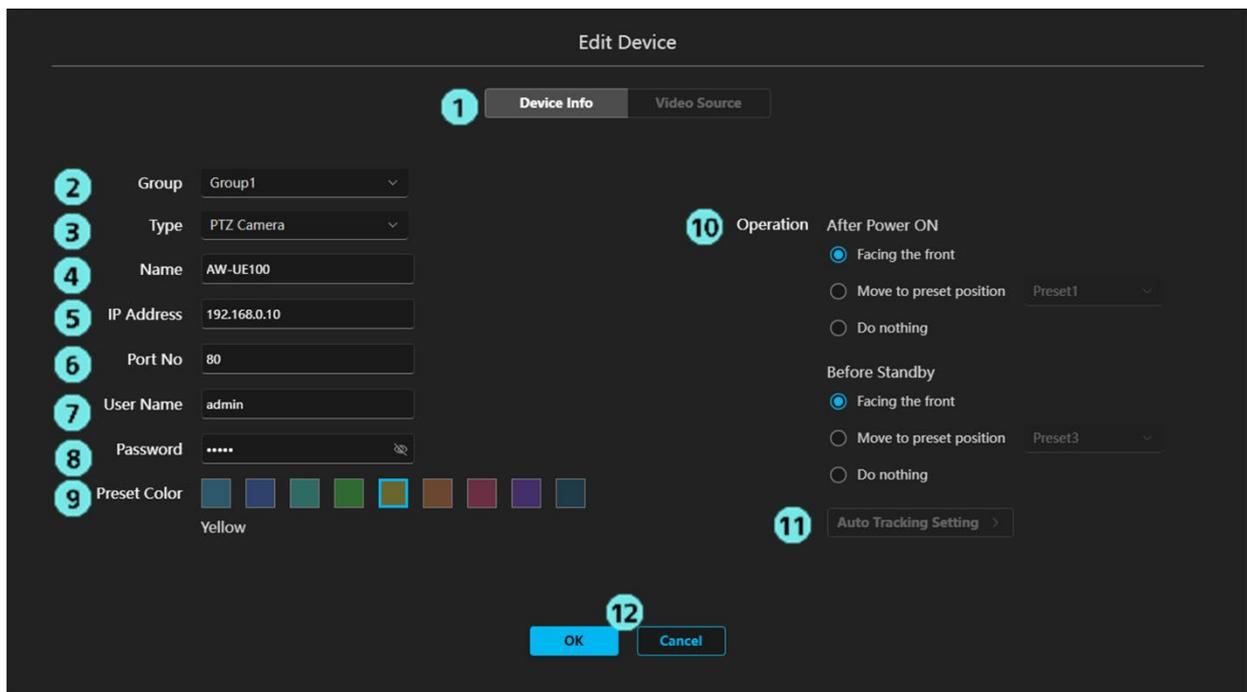 Edit Device
1 Device Info Video Source
2 Group Group1
3 Type PTZ Camera
4 Name AW-UE100
5 IP Address 192.168.0.10
6 Port No 80
7 User Name admin
8 Password •••••
9 Preset Color
Yellow
10 Operation After Power ON
Facing the front
Move to preset position Preset1
Do nothing
Before Standby
Facing the front
Move to preset position Preset3
Do nothing
11 Auto Tracking Setting >
12
OK Cancel